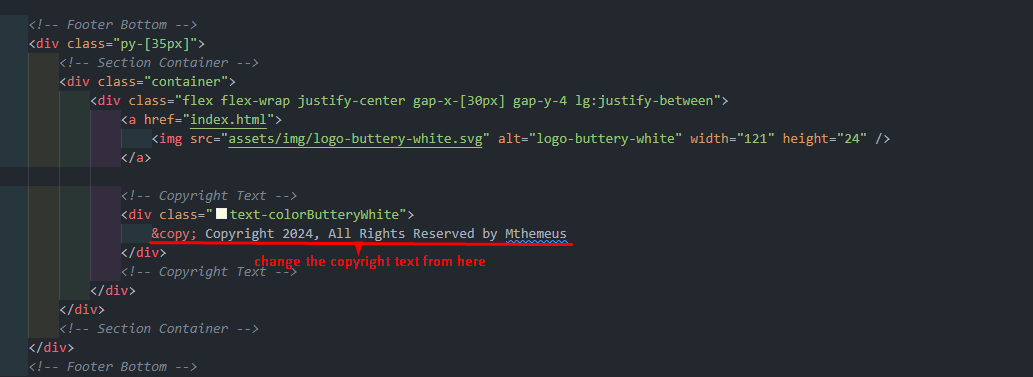 <!-- Footer Bottom -->
<div class="py-[35px]">
<!-- Section Container -->
<div class="container">
<div class="flex flex-wrap justify-center gap-x-[30px] gap-y-4 lg:justify-between">
<a href="index.html">
<img src="assets/img/logo-buttery-white.svg" alt="logo-buttery-white" width="121" height="24" />
</a>
<!-- Copyright Text -->
<div class="text-colorButteryWhite">
&copy; Copyright 2024, All Rights Reserved by Mthemeus
</div>
change the copyright text from here
<!-- Copyright Text -->
</div>
</div>
<!-- Section Container -->
</div>
<!-- Footer Bottom -->